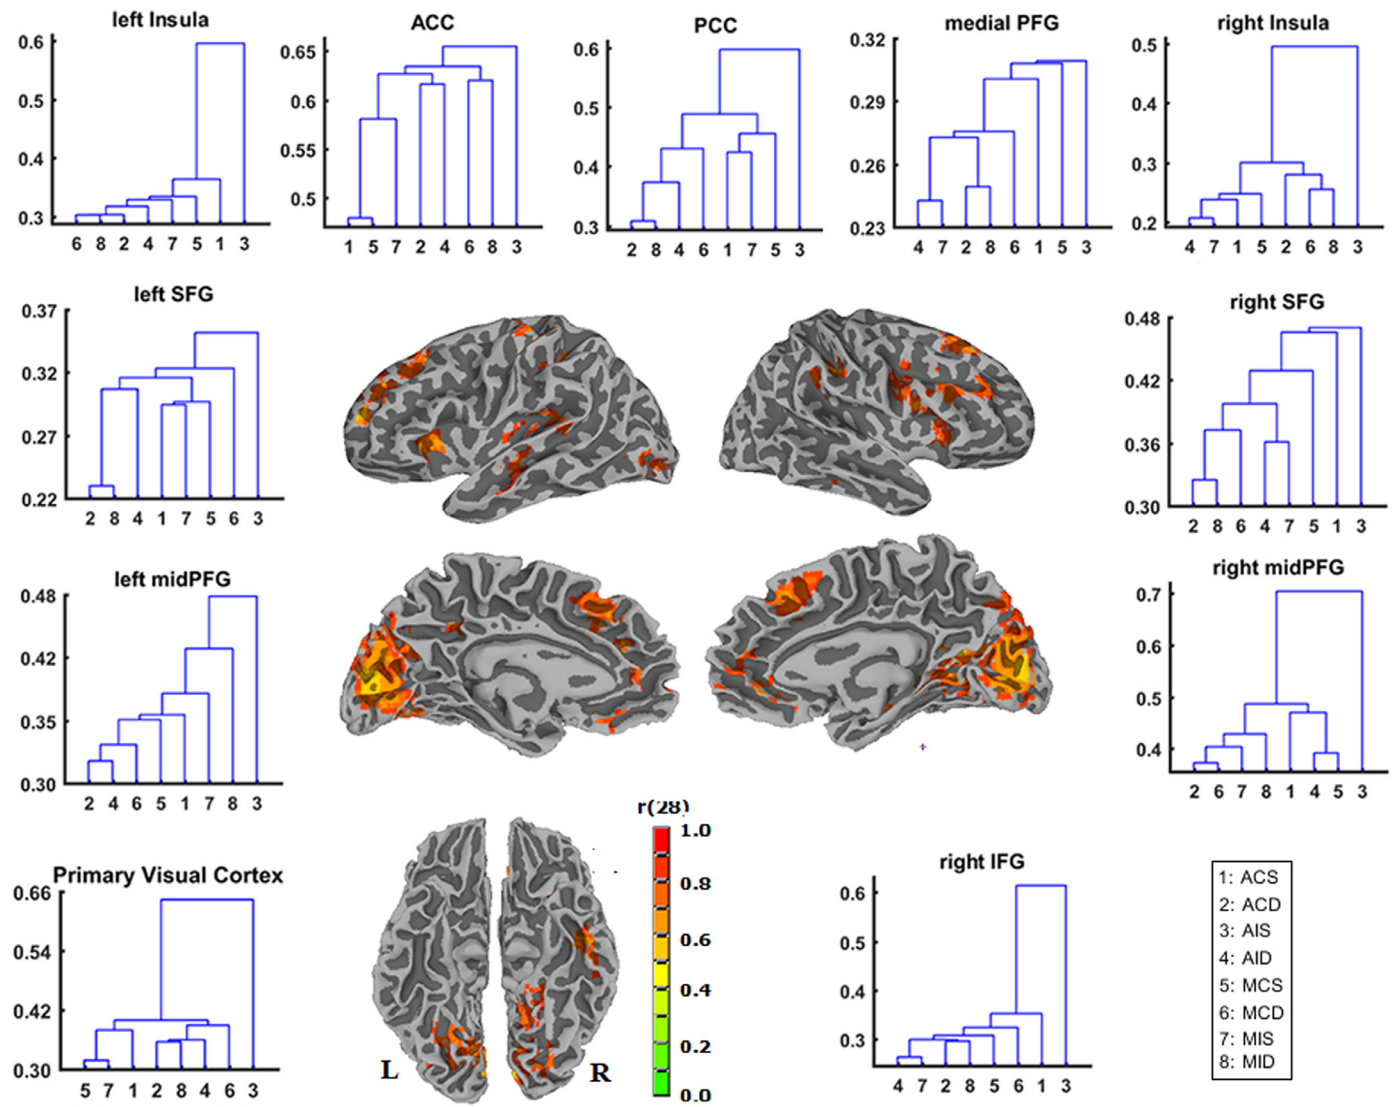 left Insula
0.6
0.5
0.4
0.3
6 8 2 4 7 5 1 3
ACC
0.65
0.6
0.55
0.5
1 5 7 2 4 6 8 3
PCC
0.6
0.5
0.4
0.3
2 8 4 6 1 7 5 3
medial PFG
0.32
0.29
0.26
0.23
4 7 2 8 6 1 5 3
right Insula
0.5
0.4
0.3
0.2
4 7 1 5 2 6 8 3
left SFG
0.37
0.32
0.27
0.22
2 8 4 1 7 5 6 3
right SFG
0.48
0.42
0.36
0.30
2 8 6 4 7 5 1 3
left midPFG
0.48
0.42
0.35
0.30
2 4 6 5 1 7 8 3
right midPFG
0.7
0.6
0.5
0.4
2 6 7 8 1 4 5 3
Primary Visual Cortex
0.66
0.54
0.42
0.30
5 7 1 2 8 4 6 3
r(28)
1.0
0.8
0.6
0.4
0.2
0.0
L
R
right IFG
0.6
0.5
0.4
0.3
4 7 2 8 5 6 1 3
1: ACS
2: ACD
3: AIS
4: AID
5: MCS
6: MCD
7: MIS
8: MID